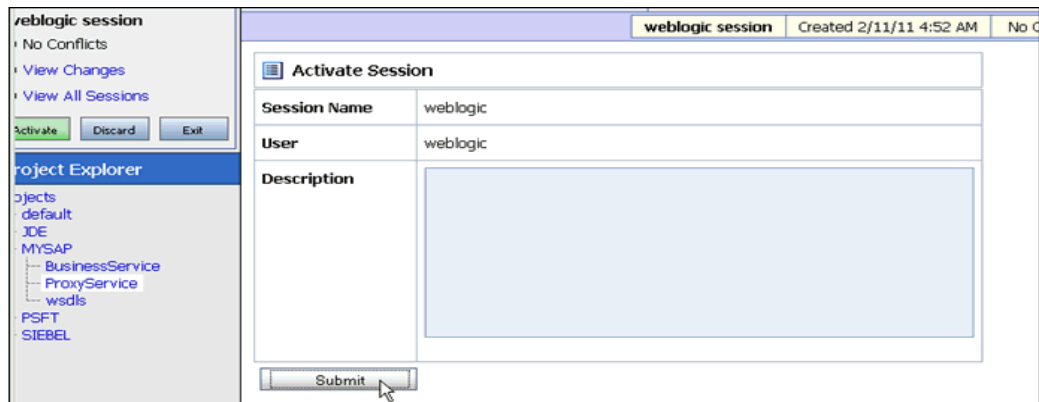 weblogic session
No Conflicts
View Changes
View All Sessions
Activate Discard Exit
Project Explorer
default
JDE
MYSAP
BusinessService
ProxyService
wsdls
PSFT
SIEBEL
weblogic session Created 2/11/11 4:52 AM No
Activate Session
Session Name weblogic
User weblogic
Description
Submit